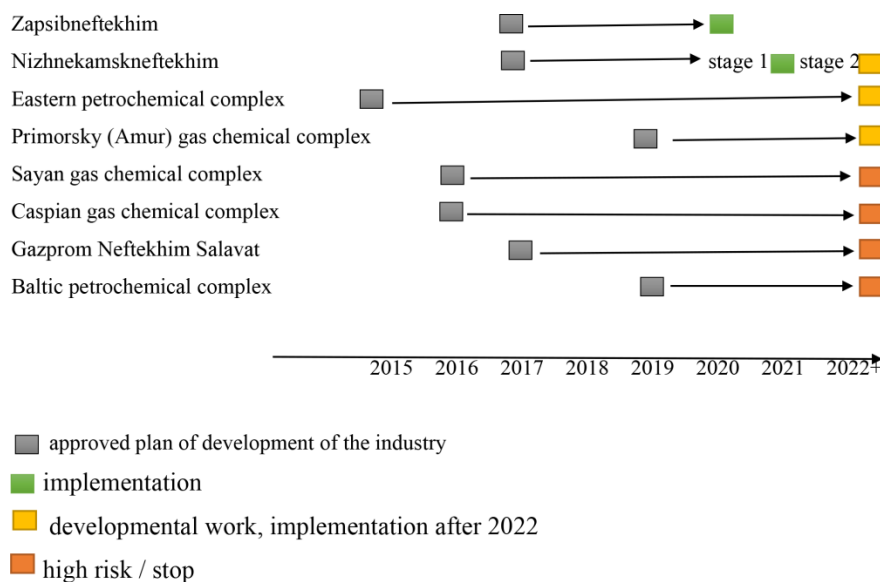 Zapsibneftekhim
Nizhnekamskneftekhim stage 1 stage 2
Eastern petrochemical complex
Primorsky (Amur) gas chemical complex
Sayan gas chemical complex
Caspian gas chemical complex
Gazprom Neftekhim Salavat
Baltic petrochemical complex
2015 2016 2017 2018 2019 2020 2021 2022+
approved plan of development of the industry
implementation
developmental work, implementation after 2022
high risk / stop